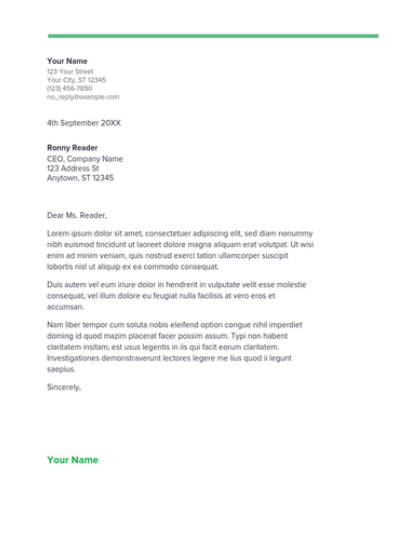 Your Name
123 Your Street
Your City, ST 12345
(123) 456-7890
no_reply@example.com
4th September 20XX
Ronny Reader
CEO, Company Name
123 Address St
Anytown, ST 12345
Dear Ms. Reader,
Lorem ipsum dolor sit amet, consectetuer adipiscing elit, sed diam nonummy
nibh euismod tincidunt ut laoreet dolore magna aliquam erat volutpat. Ut wisi
enim ad minim veniam, quis nostrud exerci tation ullamcorper suscipit
lobortis nisl ut aliquip ex ea commodo consequat.
Duis autem vel eum iriure dolor in hendrerit in vulputate velit esse molestie
consequat, vel illum dolore eu feugiat nulla facilisis at vero eros et
accumsan.
Nam liber tempor cum soluta nobis eleifend option congue nihil imperdiet
doming id quod mazim placerat facer possim assum. Typi non habent
claritatem insitam; est usus legentis in iis qui facit eorum claritatem.
Investigationes demonstraverunt lectores legere me lius quod ii legunt
saepius.
Sincerely,
Your Name